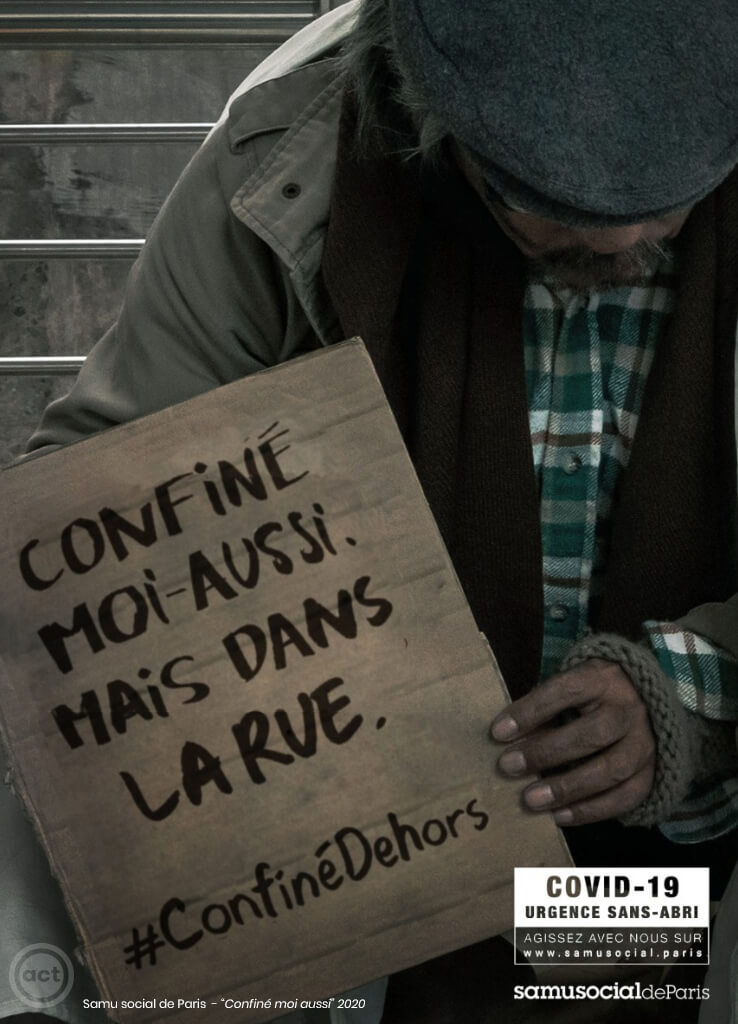 CONFINÉ
MOI-AUSSI.
MAIS DANS
LA RUE.
#ConfinéDehors
COVID-19
URGENCE SANS-ABRI
AGISSEZ AVEC NOUS SUR
www.samusocial.paris
samusocialdeParis
act
Samu social de Paris - "Confiné moi aussi" 2020